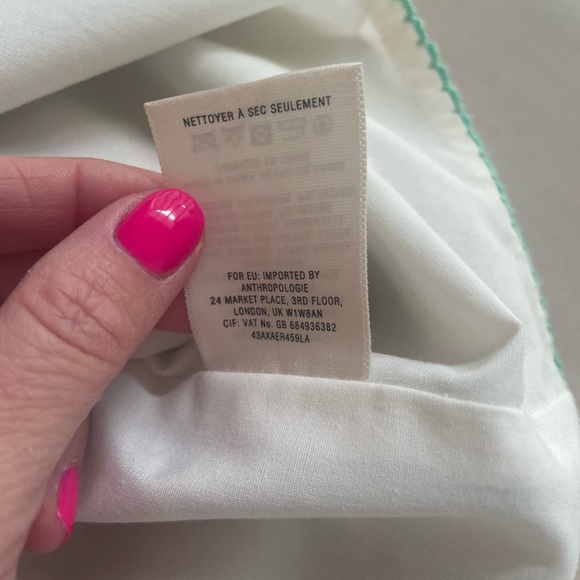 NETTOYER À SEC SEULEMENT
FOR EU: IMPORTED BY
ANTHROPOLOGIE
24 MARKET PLACE, 3RD FLOOR,
LONDON, UK W1W8AN
CIF: VAT No. GB 684936382
43AXAER459LA